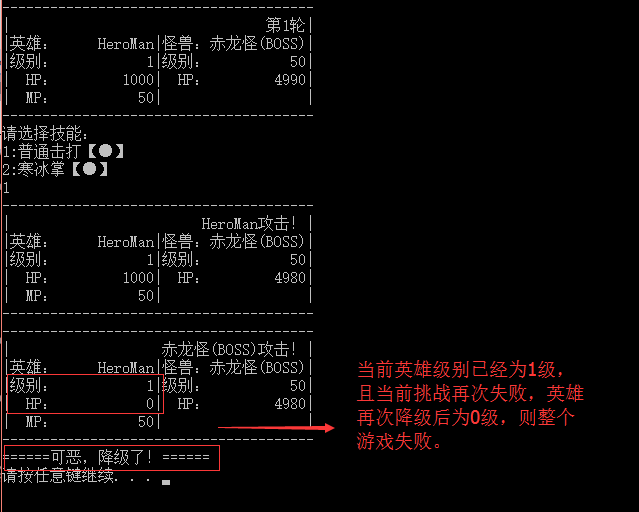 第1轮|
|英雄: HeroMan|怪兽: 赤龙怪(BOSS)|
|级别: 1|级别: 50|
| HP: 1000| HP: 4990|
| MP: 50| |
请选择技能:
1:普通击打【●】
2:寒冰掌【●】
1
| HeroMan攻击! |
|英雄: HeroMan|怪兽: 赤龙怪(BOSS)|
|级别: 1|级别: 50|
| HP: 1000| HP: 4980|
| MP: 50| |
| 赤龙怪(BOSS)攻击! |
|英雄: HeroMan|怪兽: 赤龙怪(BOSS)|
|级别: 1|级别: 50|
| HP: 0| HP: 4980|
| MP: 50| |
======可恶，降级了! ======
请按任意键继续. . .
当前英雄级别已经为1级，
且当前挑战再次失败，英雄
再次降级后为0级，则整个
游戏失败。